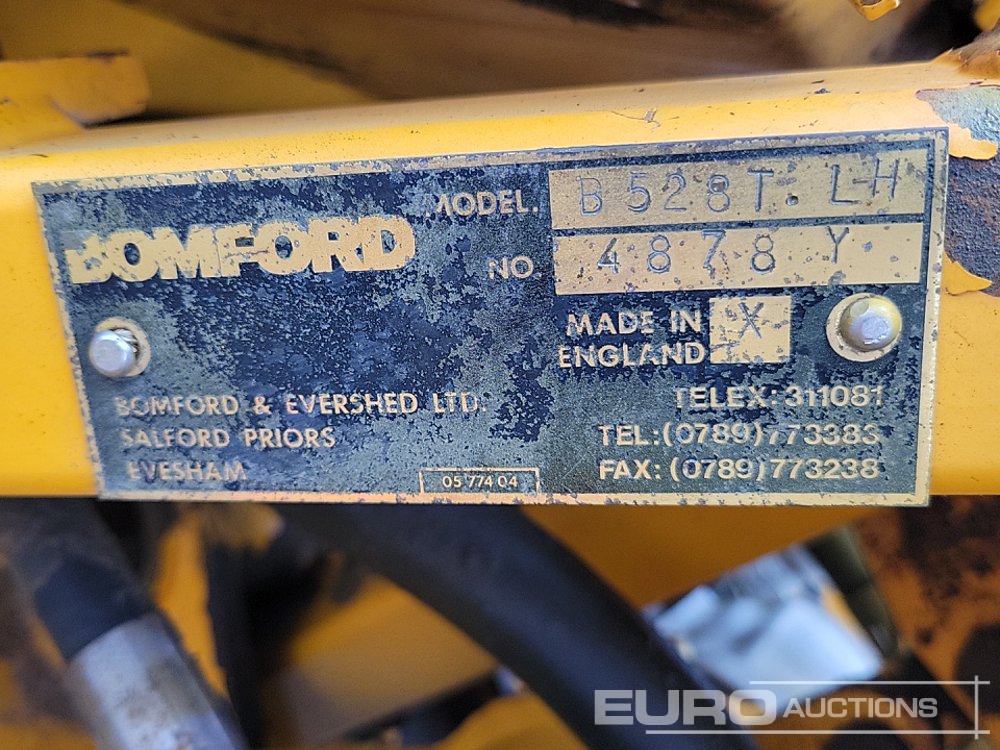 BOMFORD
MODEL. B528T. LH
NO 4878 Y
MADE IN ENGLAND X
BOMFORD & EVERSHED LTD.
SALFORD PRIORS
EVESHAM
TELEX: 311081
TEL: (0789) 773383
FAX: (0789) 773238
05 774 04
EURO AUCTIONS